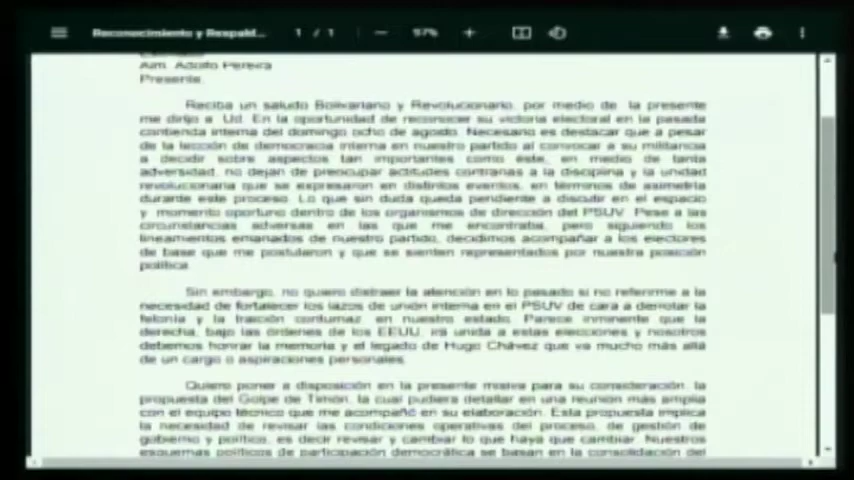 Reconocimiento y Respald...
1 / 1
97%
Alm. Adolfo Pereira
Presente.
Reciba un saludo Bolivariano y Revolucionario, por medio de la presente
me dirijo a Ud. En la oportunidad de reconocer su victoria electoral en la pasada
contienda interna del domingo ocho de agosto. Necesario es destacar que a pesar
de la lección de democracia interna en nuestro partido al convocar a su militancia
a decidir sobre aspectos tan importantes como éste, en medio de tanta
adversidad, no dejan de preocupar actitudes contrarias a la disciplina y la unidad
revolucionaria que se expresaron en distintos eventos, en términos de asimetría
durante este proceso. Lo que sin duda queda pendiente a discutir en el espacio
y momento oportuno dentro de los organismos de dirección del PSUV. Pese a las
circunstancias adversas en las que me encontraba, pero siguiendo los
lineamientos emanados de nuestro partido, decidimos acompañar a los electores
de base que me postularon y que se sienten representados por nuestra posición
política.
Sin embargo, no quiero distraer la atención en lo pasado si no referirme a la
necesidad de fortalecer los lazos de unión interna en el PSUV de cara a derrotar la
felonía y la traición contumaz en nuestro estado. Parece inminente que la
derecha, bajo las órdenes de los EEUU, irá unida a estas elecciones y nosotros
debemos honrar la memoria y el legado de Hugo Chávez que va mucho más allá
de un cargo o aspiraciones personales.
Quiero poner a disposición en la presente misiva para su consideración, la
propuesta del Golpe de Timón, la cual pudiera detallar en una reunión más amplia
con el equipo técnico que me acompañó en su elaboración. Esta propuesta implica
la necesidad de revisar las condiciones operativas del proceso, de gestión de
gobierno y política, es decir revisar y cambiar lo que haya que cambiar. Nuestros
esquemas políticos de participación democrática se basan en la consolidación del